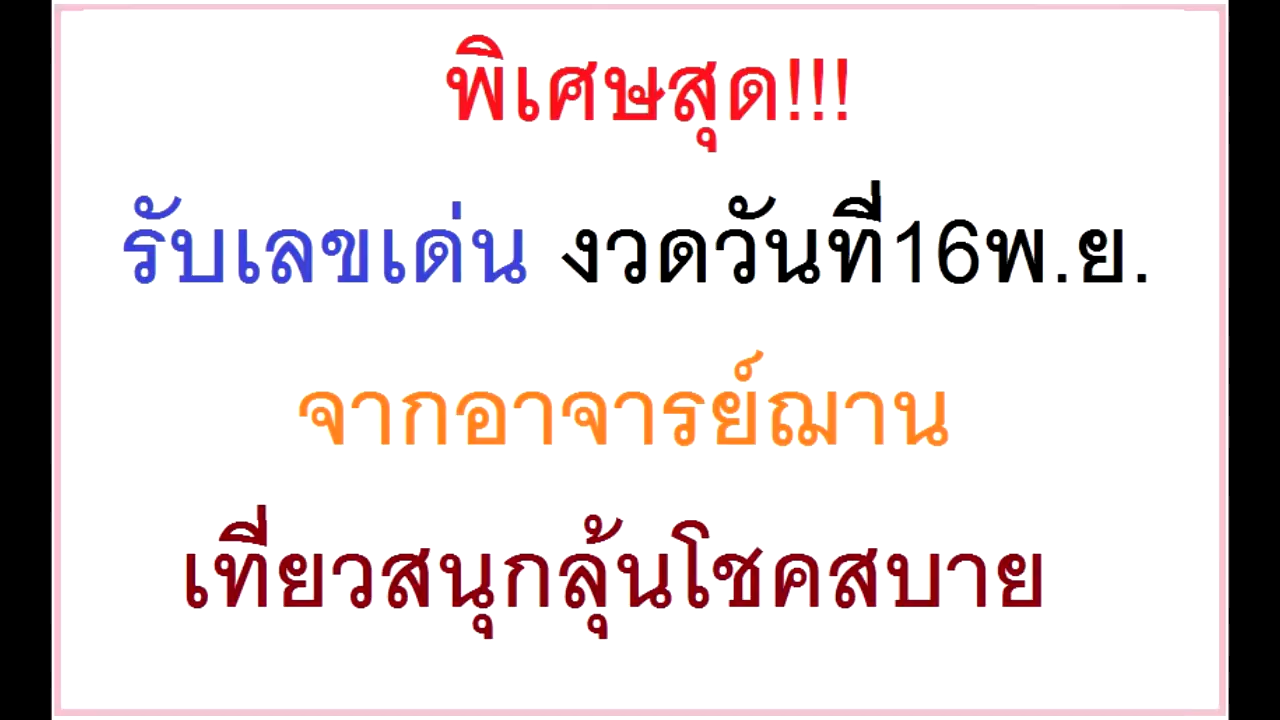 พิเศษสุด!!!
รับเลขเด่น งวดวันที่16พ.ย.
จากอาจารย์ฌาน
เที่ยวสนุกลุ้นโชคสบาย